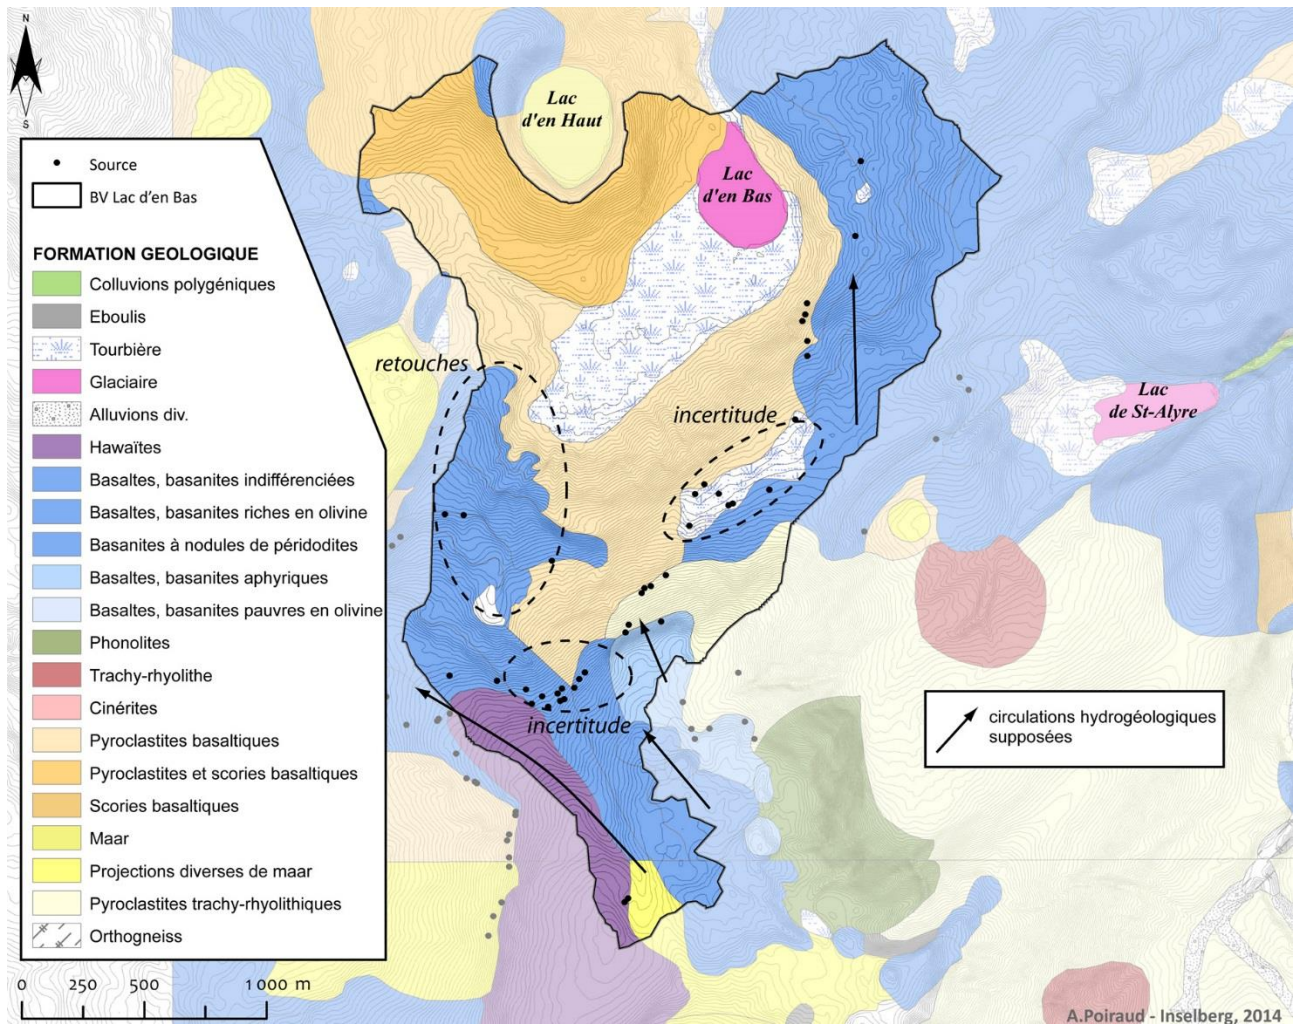 N
S
Lac
d'en Haut
Lac
d'en Bas
Source
BV Lac d'en Bas
FORMATION GEOLOGIQUE
Colluvions polygéniques
Eboulis
Tourbière
Glaciaire
Alluvions div.
Hawaïtes
Basaltes, basanites indifférenciées
Basaltes, basanites riches en olivine
Basanites à nodules de péridodites
Basaltes, basanites aphyriques
Basaltes, basanites pauvres en olivine
Phonolites
Trachy-rhyolithe
Cinérites
Pyroclastites basaltiques
Pyroclastites et scories basaltiques
Scories basaltiques
Maar
Projections diverses de maar
Pyroclastites trachy-rhyolithiques
Orthogneiss
retouches
incertitude
Lac
de St-Alyre
incertitude
circulations hydrogéologiques
supposées
0 250 500 1 000 m
A.Poiraud - Inselberg, 2014